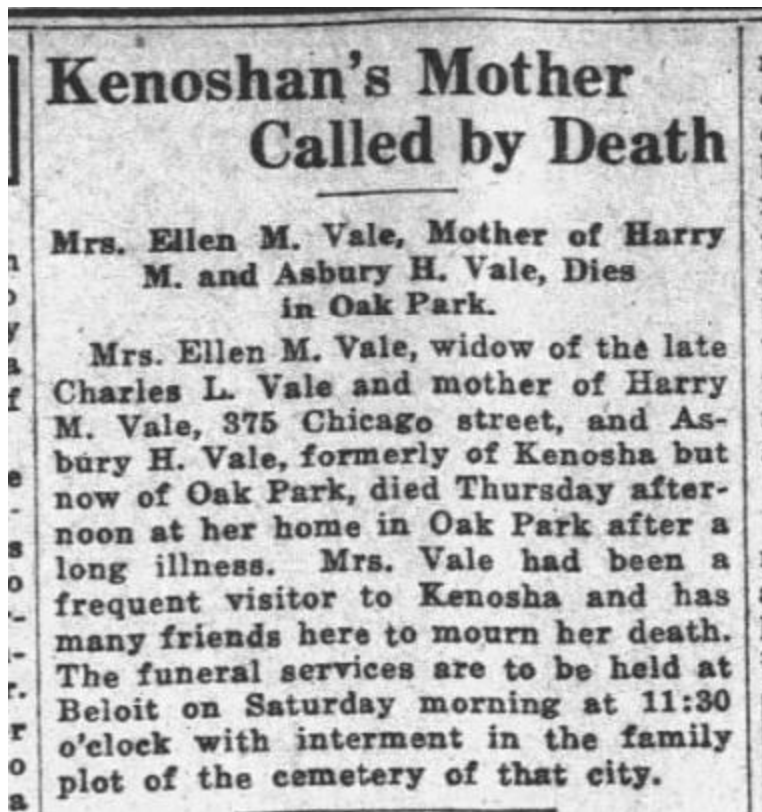 Kenoshan's Mother
Called by Death
Mrs. Ellen M. Vale, Mother of Harry
M. and Asbury H. Vale, Dies
in Oak Park.
Mrs. Ellen M. Vale, widow of the late
Charles L. Vale and mother of Harry
M. Vale, 375 Chicago street, and As-
bury H. Vale, formerly of Kenosha but
now of Oak Park, died Thursday after-
noon at her home in Oak Park after a
long illness. Mrs. Vale had been a
frequent visitor to Kenosha and has
many friends here to mourn her death.
The funeral services are to be held at
Beloit on Saturday morning at 11:30
o'clock with interment in the family
plot of the cemetery of that city.